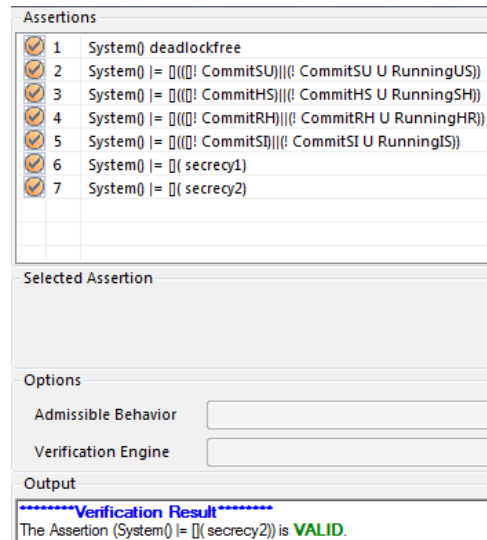 Assertions
1 System() deadlockfree
2 System() |= [](([]! CommitSU)||(! CommitSU U RunningUS))
3 System() |= [](([]! CommitHS)||(! CommitHS U RunningSH))
4 System() |= [](([]! CommitRH)||(! CommitRH U RunningHR))
5 System() |= [](([]! CommitSI)||(! CommitSI U RunningIS))
6 System() |= []( secrecy1)
7 System() |= []( secrecy2)
Selected Assertion
Options
Admissible Behavior
Verification Engine
Output
********Verification Result********
The Assertion (System() |= []( secrecy2)) is VALID.